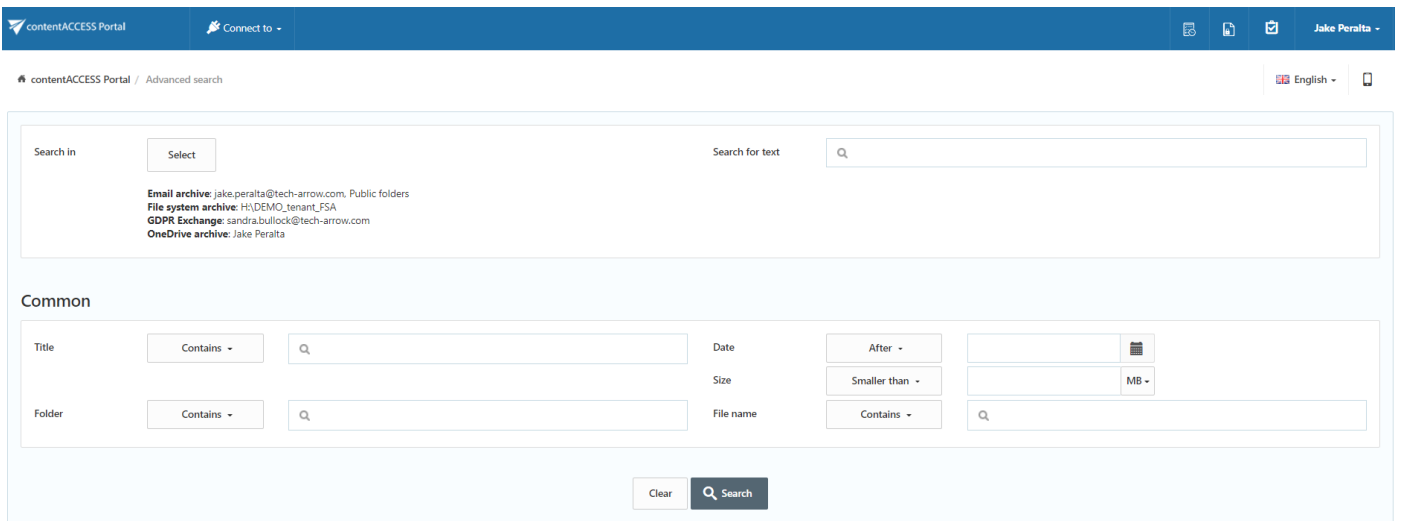 contentACCESS Portal
Connect to
Jake Peralta
contentACCESS Portal / Advanced search
English
Search in
Select
Search for text
Email archive: jake.peralta@tech-arrow.com, Public folders
File system archive: H:\DEMO_tenant_FSA
GDPR Exchange: sandra.bullock@tech-arrow.com
OneDrive archive: Jake Peralta
Common
Title
Contains
Date
After
Size
Smaller than
MB
Folder
Contains
File name
Contains
Clear
Search